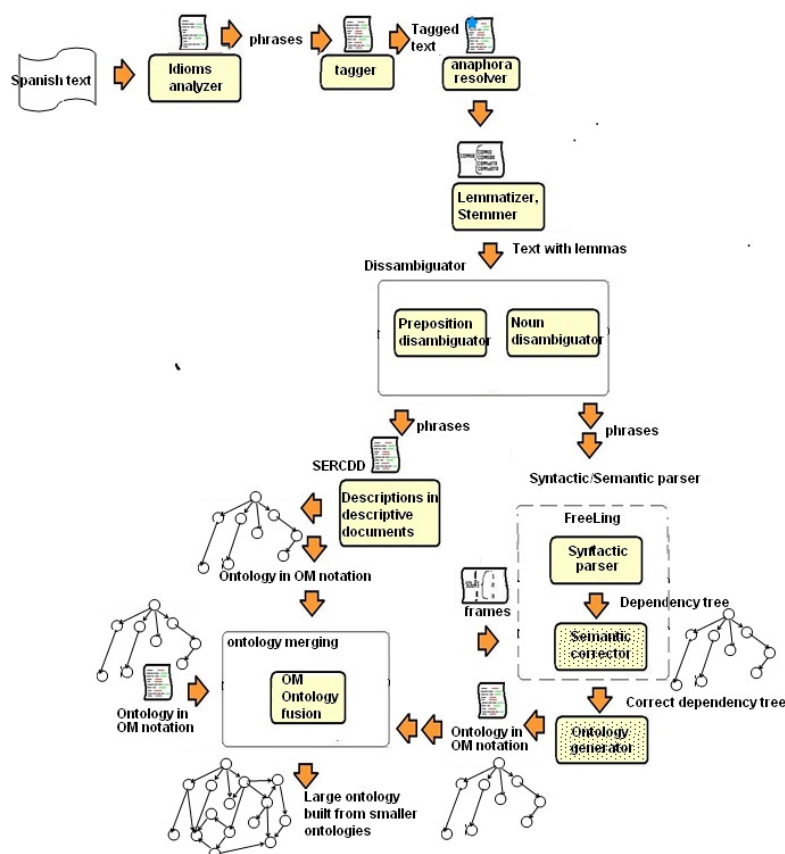 Spanish text
Idioms
analyzer
phrases
tagger
Tagged
text
anaphora
resolver
Lemmatizer,
Stemmer
Text with lemmas
Dissambiguator
Preposition
disambiguator
Noun
disambiguator
phrases
phrases
SERCDD
Syntactic/Semantic parser
Descriptions in
descriptive
documents
FreeLing
Syntactic
parser
Ontology in OM notation
frames
Dependency tree
Semantic
corrector
ontology merging
OM
Ontology
fusion
Ontology in
OM notation
Correct dependency tree
Ontology in
OM notation
Ontology
generator
Large ontology
built from smaller
ontologies